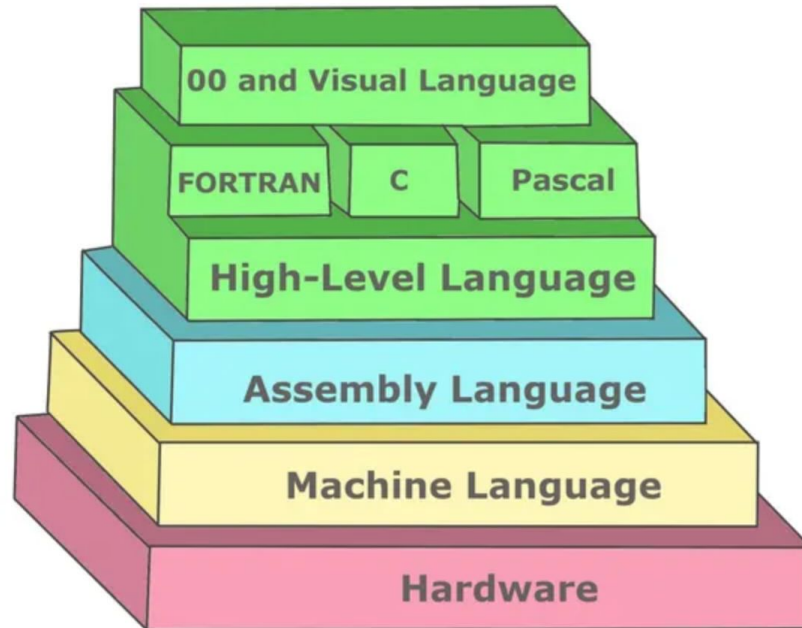 00 and Visual Language
FORTRAN
C
Pascal
High-Level Language
Assembly Language
Machine Language
Hardware